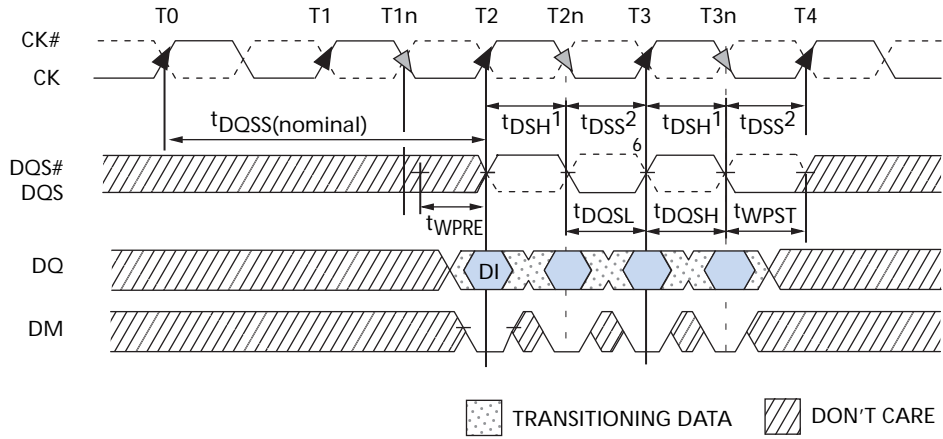 T0 T1 T1n T2 T2n T3 T3n T4
CK#
CK
tDSH1 tDSS2 tDSH1 tDSS2
tDQSS(nominal)
6
DQS#
DQS
tWPRE tDQSL tDQSH tWPST
DQ DI
DM
TRANSITIONING DATA DON'T CARE